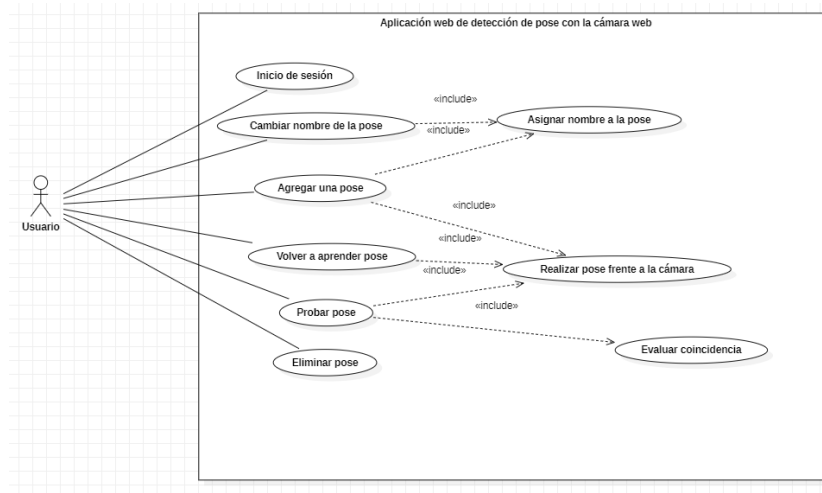 Aplicación web de detección de pose con la cámara web
Inicio de sesión
«include»
Cambiar nombre de la pose
Asignar nombre a la pose
«include»
Agregar una pose
«include»
Usuario
«include»
Volver a aprender pose
«include»
Realizar pose frente a la cámara
Probar pose
«include»
Evaluar coincidencia
Eliminar pose